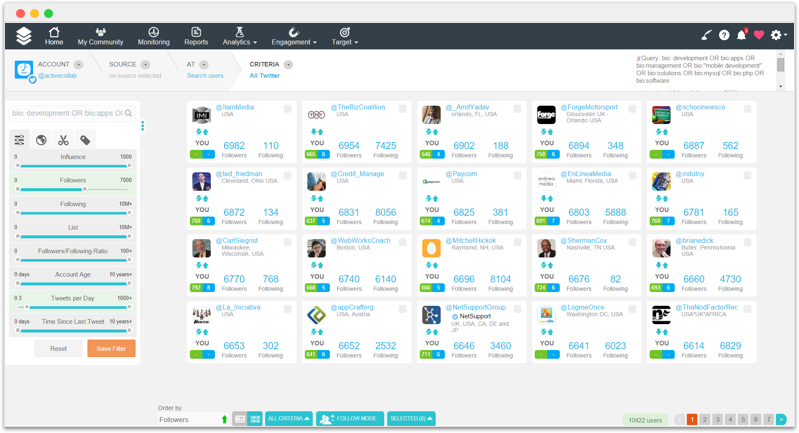 Home
My Community
Monitoring
Reports
Analytics
Engagement
Target
ACCOUNT
@activecollab
SOURCE
no source selected
AT
Search users
CRITERIA
All Twitter
Query: bio: development OR bio:apps OR
bio:management OR bio:"mobile development"
OR bio:solutions OR bio:mysql OR bio:php OR
bio:software
bio: development OR bio:apps OR
0 Influence 1000
0 Followers 7000
0 Following 10M+
0 List 10M+
0 Followers/Following Ratio 100+
0 days Account Age 10 years+
0.3 Tweets per Day 1000+
0 days Time Since Last Tweet 10 years+
Reset
Save Filter
@IlamMedia
USA
YOU
- -
6982 Followers
110 Following
@TheBizCoalition
USA
YOU
665 6
6954 Followers
7425 Following
@_AmitYadav
orlando, FL, USA
YOU
546 4
6902 Followers
188 Following
@ForgeMotorsport
Gloucester UK -
Orlando USA
YOU
758 6
6894 Followers
348 Following
@schoolnewsco
USA
YOU
- -
6887 Followers
562 Following
@ted_friedman
Cleveland, Ohio USA
YOU
750 6
6872 Followers
134 Following
@Credit_Manage
USA
YOU
637 5
6831 Followers
8056 Following
@Paycom
USA
YOU
674 4
6825 Followers
381 Following
@EnLineaMedia
Miami, Florida, USA
YOU
691 7
6803 Followers
5888 Following
@indutny
USA
YOU
769 7
6781 Followers
165 Following
@CarlSiegrist
Milwaukee,
Wisconser, USA
YOU
792 8
6770 Followers
768 Following
@WebWorksCoach
Boston, USA
YOU
668 5
6740 Followers
6140 Following
@MitchellHickok
Raymond, NH, USA
YOU
660 5
6696 Followers
8104 Following
@ShermanCox
Nashville, TN USA
YOU
724 6
6676 Followers
82 Following
@brianedick
Butler, Pennsylvania
USA
YOU
693 6
6660 Followers
4730 Following
@La_Iniciativa
USA
YOU
- -
6653 Followers
302 Following
@appCraftorg
USA, Austria
YOU
641 6
6652 Followers
2532 Following
@NetSupportGroup
NetSupport
UK, USA, CA, DE and
JP
YOU
711 6
6646 Followers
3460 Following
@LogmeOnce
Washington DC, USA
YOU
- -
6641 Followers
6023 Following
@ThaNodFactorRec
USA*UK*AFRICA
YOU
- -
6614 Followers
6829 Following
Order by:
Followers
ALL CRITERIA
FOLLOW MODE
SELECTED (0)
10422 users
< 1 2 3 4 5 6 7 >